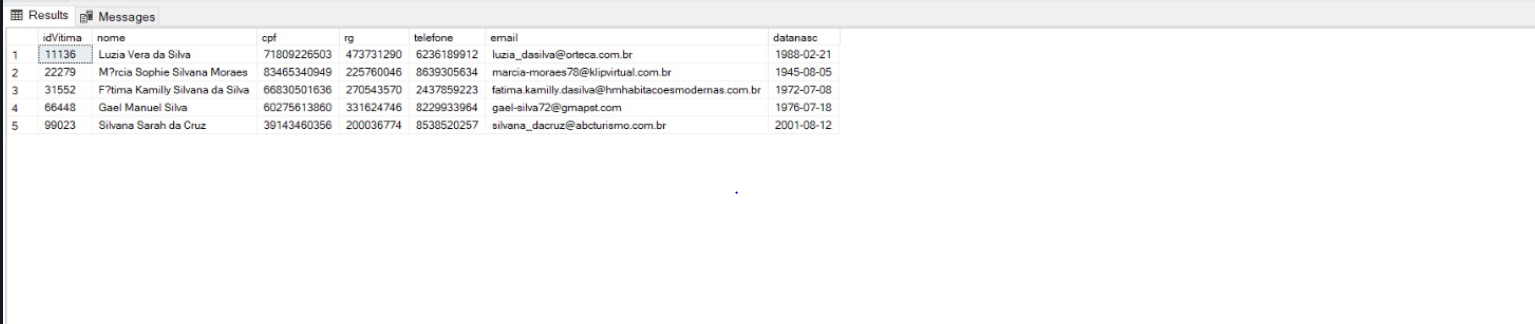 Results Messages
idVitima nome cpf rg telefone email datanasc
1 11136 Luzia Vera da Silva 71809226503 473731290 6236189912 luzia_dasilva@orteca.com.br 1988-02-21
2 22279 M?rcia Sophie Silvana Moraes 83465340949 225760046 8639305634 marcia-moraes78@klipvirtual.com.br 1945-08-05
3 31552 F?tima Kamilly Silvana da Silva 66830501636 270543570 2437859223 fatima.kamilly.dasilva@hmhabitacoesmodernas.com.br 1972-07-08
4 66448 Gael Manuel Silva 60275613860 331624746 8229933964 gael-silva72@gmapst.com 1976-07-18
5 99023 Silvana Sarah da Cruz 39143460356 200036774 8538520257 silvana_dacruz@abcturismo.com.br 2001-08-12